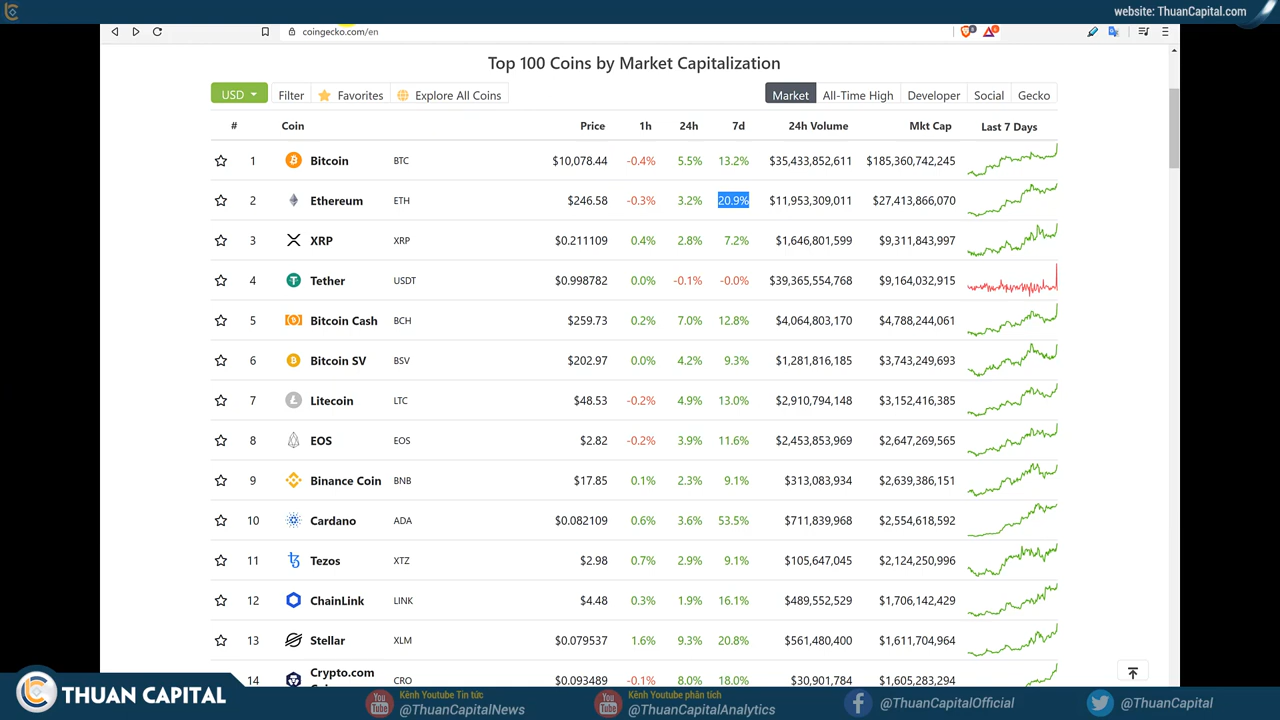 website: ThuanCapital.com
coingecko.com/en
Top 100 Coins by Market Capitalization
USD Filter Favorites Explore All Coins Market All-Time High Developer Social Gecko
# Coin Price 1h 24h 7d 24h Volume Mkt Cap Last 7 Days
1 Bitcoin BTC $10,078.44 -0.4% 5.5% 13.2% $35,433,852,611 $185,360,742,245
2 Ethereum ETH $246.58 -0.3% 3.2% 20.9% $11,953,309,011 $27,413,866,070
3 XRP XRP $0.211109 0.4% 2.8% 7.2% $1,646,801,599 $9,311,843,997
4 Tether USDT $0.998782 0.0% -0.1% -0.0% $39,365,554,768 $9,164,032,915
5 Bitcoin Cash BCH $259.73 0.2% 7.0% 12.8% $4,064,803,170 $4,788,244,061
6 Bitcoin SV BSV $202.97 0.0% 4.2% 9.3% $1,281,816,185 $3,743,249,693
7 Litecoin LTC $48.53 -0.2% 4.9% 13.0% $2,910,794,148 $3,152,416,385
8 EOS EOS $2.82 -0.2% 3.9% 11.6% $2,453,853,969 $2,647,269,565
9 Binance Coin BNB $17.85 0.1% 2.3% 9.1% $313,083,934 $2,639,386,151
10 Cardano ADA $0.082109 0.6% 3.6% 53.5% $711,839,968 $2,554,618,592
11 Tezos XTZ $2.98 0.7% 2.9% 9.1% $105,647,045 $2,124,250,996
12 ChainLink LINK $4.48 0.3% 1.9% 16.1% $489,552,529 $1,706,142,429
13 Stellar XLM $0.079537 1.6% 9.3% 20.8% $561,480,400 $1,611,704,964
14 Crypto.com CRO $0.093489 -0.1% 8.0% 18.0% $30,901,784 $1,605,283,294
THUAN CAPITAL
Kênh Youtube Tin tức
@ThuanCapitalNews
Kênh Youtube phân tích
@ThuanCapitalAnalytics
@ThuanCapitalOfficial
@ThuanCapital